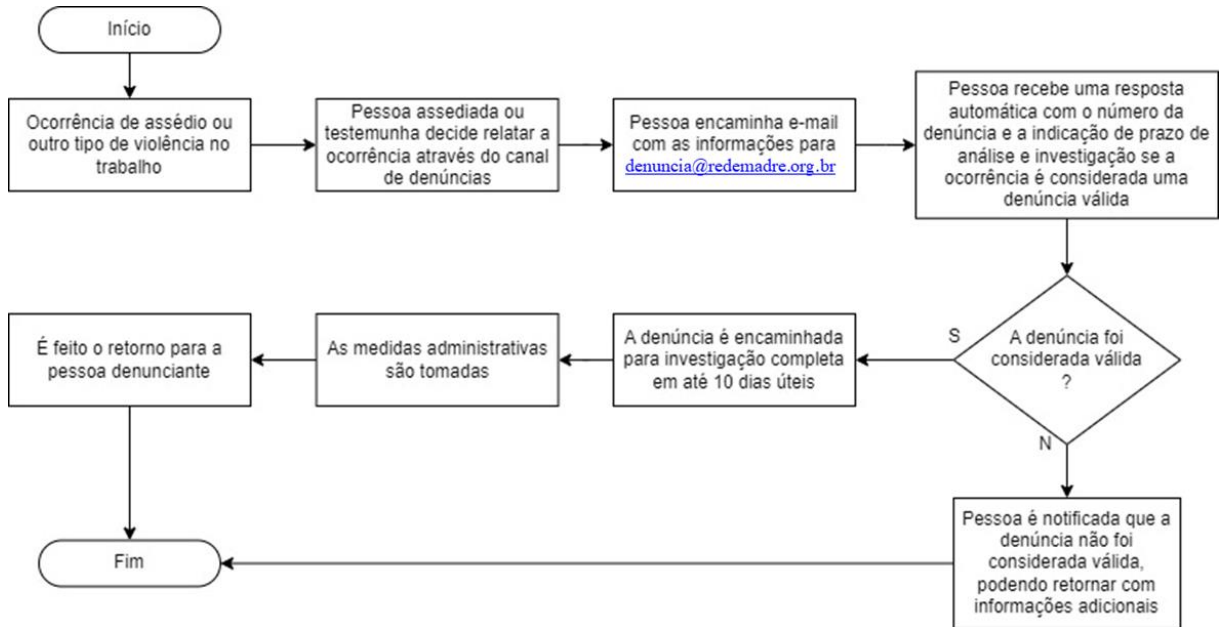 Início
Ocorrência de assédio ou
outro tipo de violência no
trabalho
Pessoa assediada ou
testemunha decide relatar a
ocorrência através do canal
de denúncias
Pessoa encaminha e-mail
com as informações para
denuncia@redemadre.org.br
Pessoa recebe uma resposta
automática com o número da
denúncia e a indicação de prazo de
análise e investigação se a
ocorrência é considerada uma
denúncia válida
A denúncia foi
considerada válida
?
S
A denúncia é encaminhada
para investigação completa
em até 10 dias úteis
As medidas administrativas
são tomadas
É feito o retorno para a
pessoa denunciante
N
Pessoa é notificada que a
denúncia não foi
considerada válida,
podendo retornar com
informações adicionais
Fim